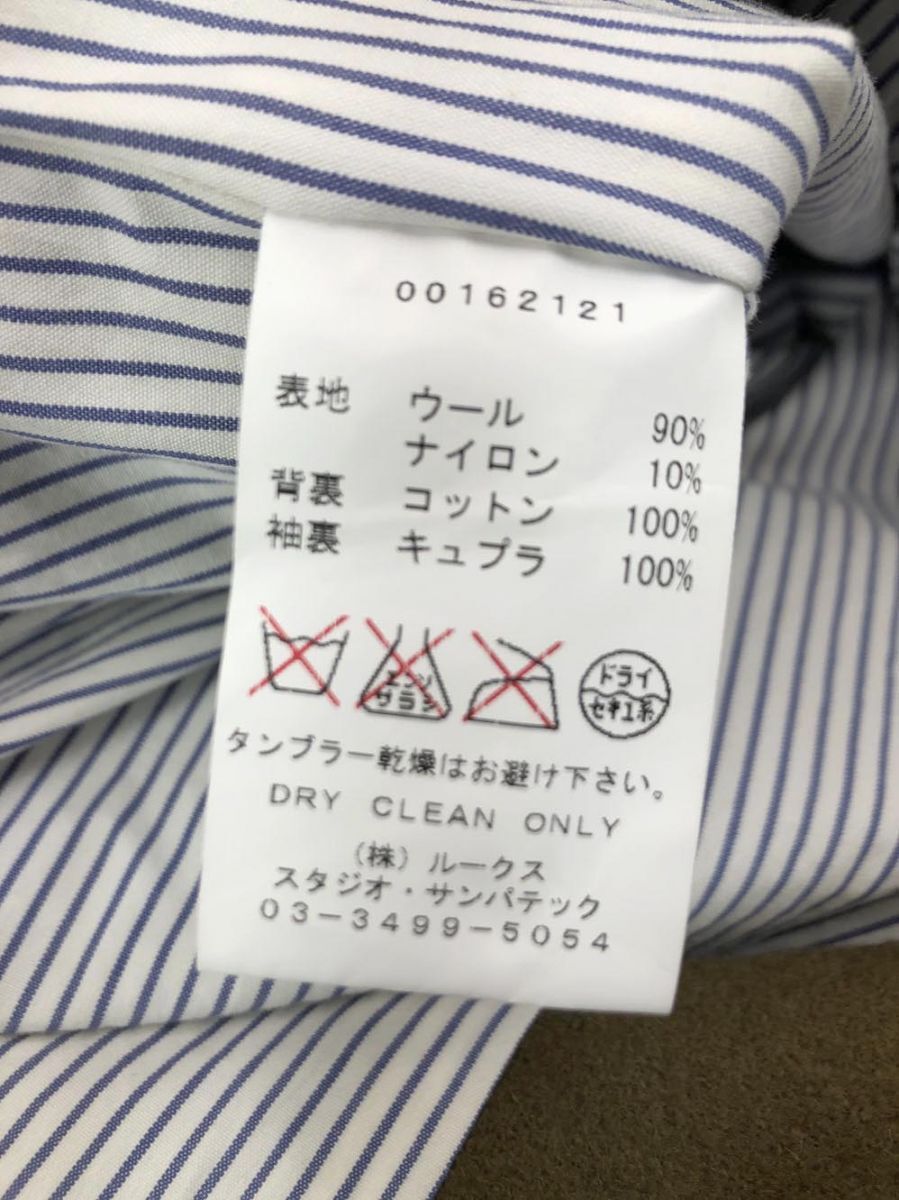 00162121
表地 ウール 90%
ナイロン 10%
背裏 コットン 100%
袖裏 キュプラ 100%
エンソ
サラシ
ドライ
セキユ系
タンブラー乾燥はお避け下さい。
DRY CLEAN ONLY
(株)ルークス
スタジオ・サンパテック
03-3499-5054